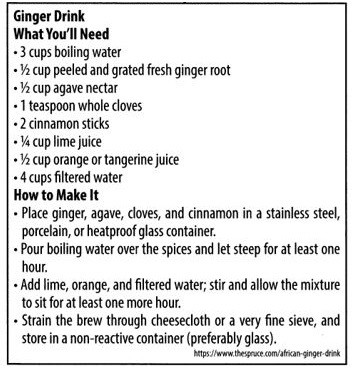 Ginger Drink
What You'll Need
• 3 cups boiling water
• ½ cup peeled and grated fresh ginger root
• ½ cup agave nectar
• 1 teaspoon whole cloves
• 2 cinnamon sticks
• ¼ cup lime juice
• ½ cup orange or tangerine juice
• 4 cups filtered water
How to Make It
• Place ginger, agave, cloves, and cinnamon in a stainless steel,
porcelain, or heatproof glass container.
• Pour boiling water over the spices and let steep for at least one
hour.
• Add lime, orange, and filtered water; stir and allow the mixture
to sit for at least one more hour.
• Strain the brew through cheesecloth or a very fine sieve, and
store in a non-reactive container (preferably glass).
https://www.thespruce.com/african-ginger-drink